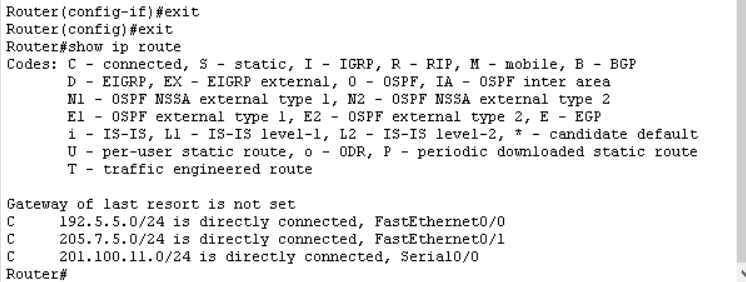 Router(config-if)#exit
Router(config)#exit
Router#show ip route
Codes: C - connected, S - static, I - IGRP, R - RIP, M - mobile, B - BGP
       D - EIGRP, EX - EIGRP external, O - OSPF, IA - OSPF inter area
       N1 - OSPF NSSA external type 1, N2 - OSPF NSSA external type 2
       E1 - OSPF external type 1, E2 - OSPF external type 2, E - EGP
       i - IS-IS, L1 - IS-IS level-1, L2 - IS-IS level-2, * - candidate default
       U - per-user static route, o - ODR, P - periodic downloaded static route
       T - traffic engineered route
Gateway of last resort is not set
C     192.5.5.0/24 is directly connected, FastEthernet0/0
C     205.7.5.0/24 is directly connected, FastEthernet0/1
C     201.100.11.0/24 is directly connected, Serial0/0
Router#